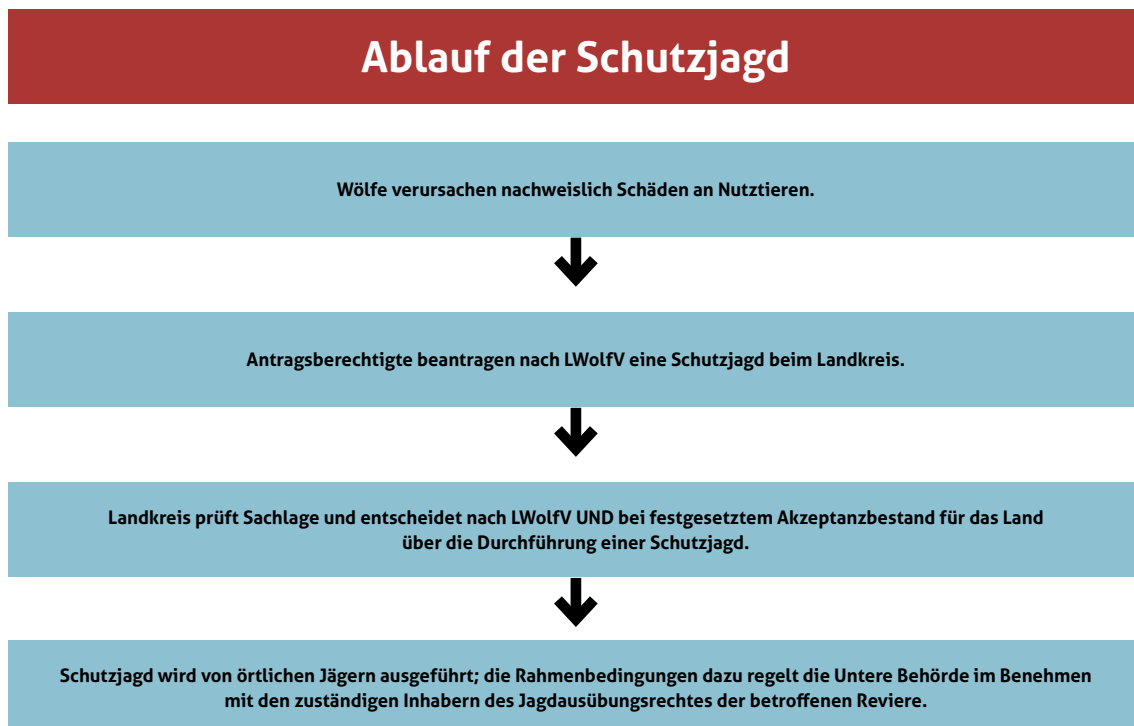 Ablauf der Schutzjagd
Wölfe verursachen nachweislich Schäden an Nutztieren.
Antragsberechtigte beantragen nach LWolfV eine Schutzjagd beim Landkreis.
Landkreis prüft Sachlage und entscheidet nach LWolfV UND bei festgesetztem Akzeptanzbestand für das Land
über die Durchführung einer Schutzjagd.
Schutzjagd wird von örtlichen Jägern ausgeführt; die Rahmenbedingungen dazu regelt die Untere Behörde im Benehmen
mit den zuständigen Inhabern des Jagdausübungsrechtes der betroffenen Reviere.